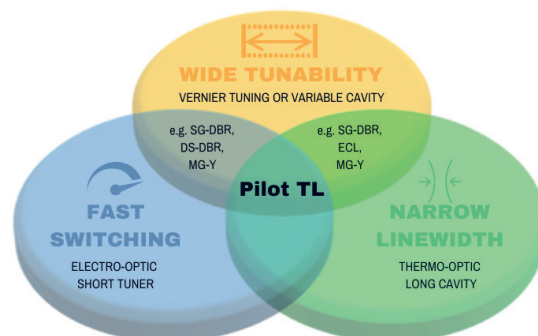 WIDE TUNABILITY
VERNIER TUNING OR VARIABLE CAVITY
e.g. SG-DBR,
DS-DBR,
MG-Y
e.g. SG-DBR,
ECL,
MG-Y
Pilot TL
FAST
SWITCHING
ELECTRO-OPTIC
SHORT TUNER
NARROW
LINEWIDTH
THERMO-OPTIC
LONG CAVITY